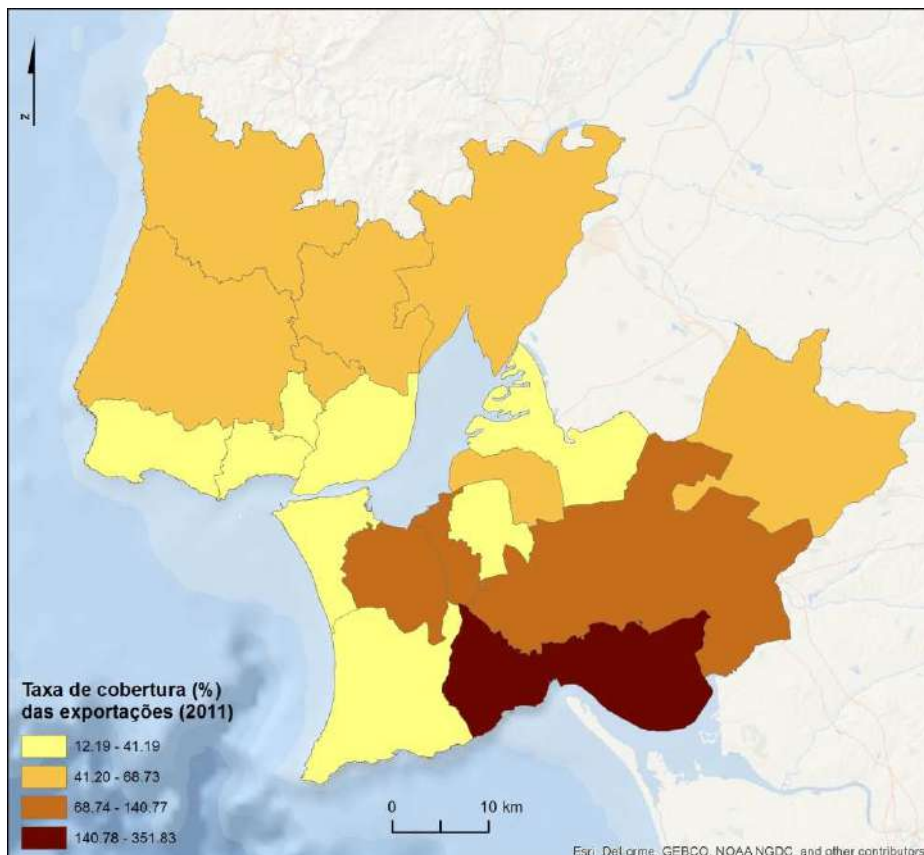 N
Taxa de cobertura (%)
das exportações (2011)
12.19 - 41.19
41.20 - 68.73
68.74 - 140.77
140.78 - 351.83
0 10 km
Esri, DeLorme, GEBCO, NOAA NGDC, and other contributors